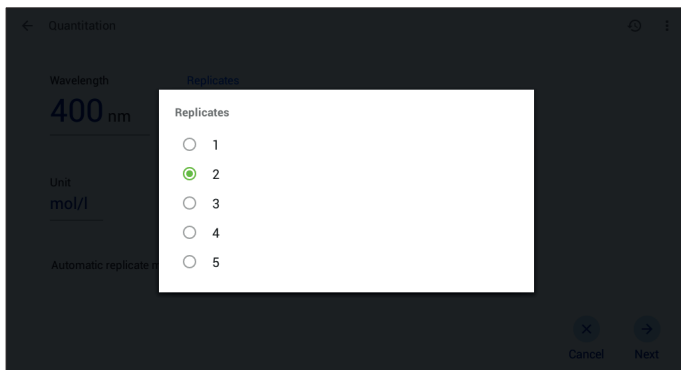 Quantitation
Wavelength Replicates
400 nm
Replicates
1
2
3
4
5
Unit
mol/l
Automatic replicate
Cancel Next